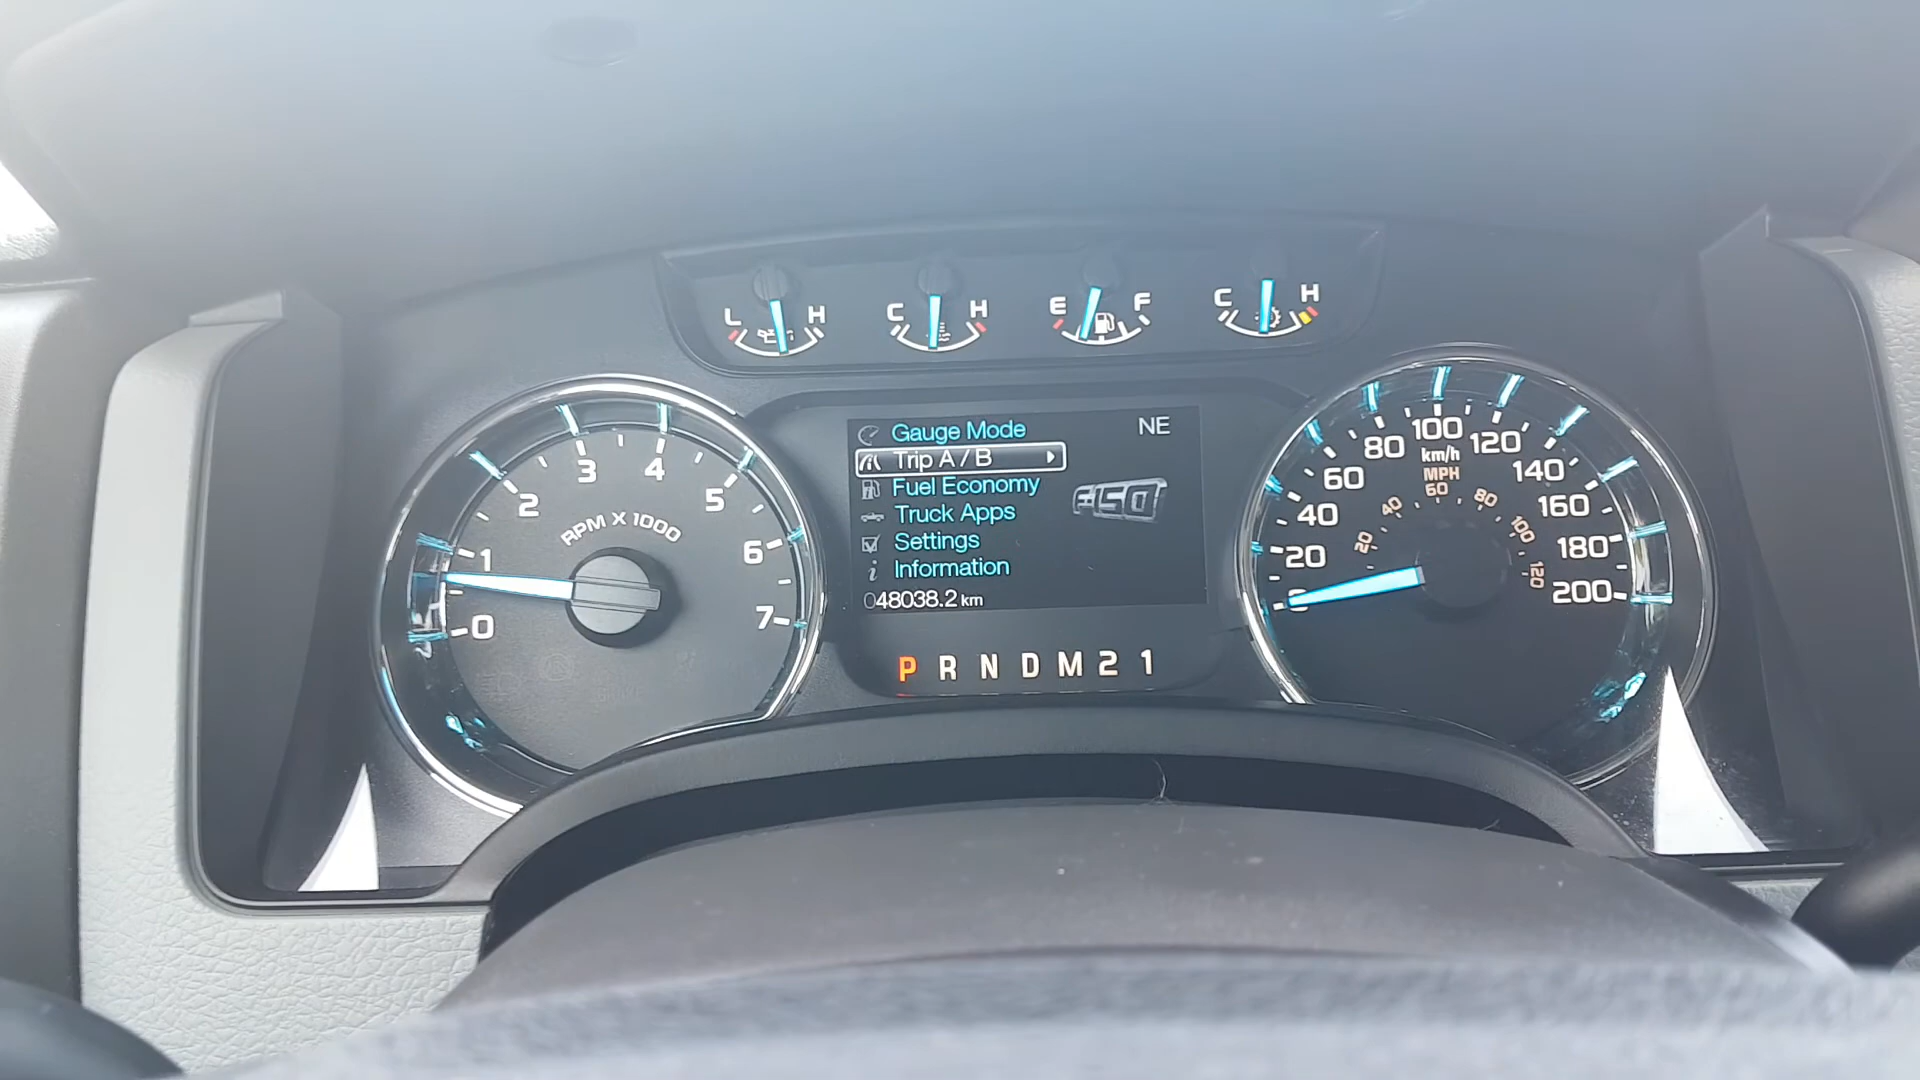 L H C H E F C H
Gauge Mode NE
Trip A / B
Fuel Economy
F-150
Truck Apps
Settings
Information
048038.2 km
P R N D M 2 1
0 1 2 3 4 5 6 7
RPM X 1000
0 20 40 60 80 100 120 140 160 180 200
km/h
MPH
20 40 60 80 100 120